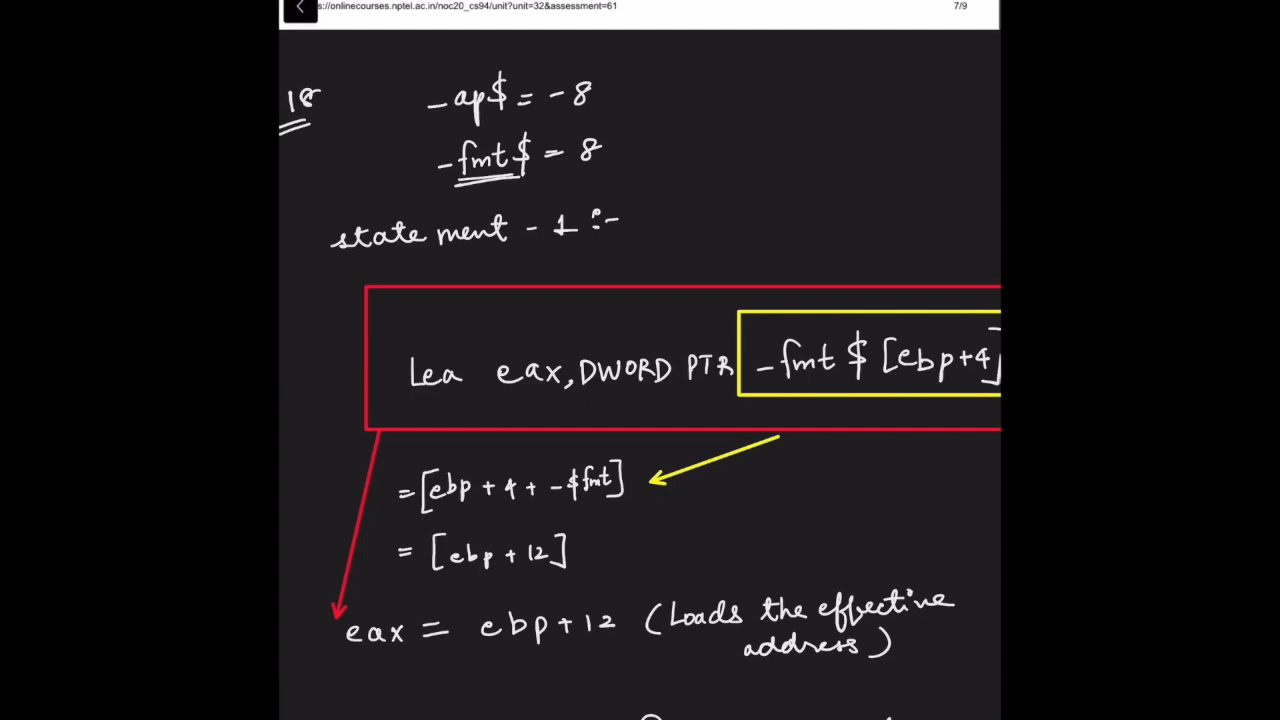 s://onlinecourses.nptel.ac.in/noc20_cs94/unit?unit=32&assessment=61 7/9
18
_ap$ = -8
_fmt$ = 8
statement - 1 :-
Lea eax, DWORD PTR _fmt $ [ebp+4]
= [ebp + 4 + _$fmt]
= [ebp + 12]
eax = ebp+12 (Loads the effective
address)